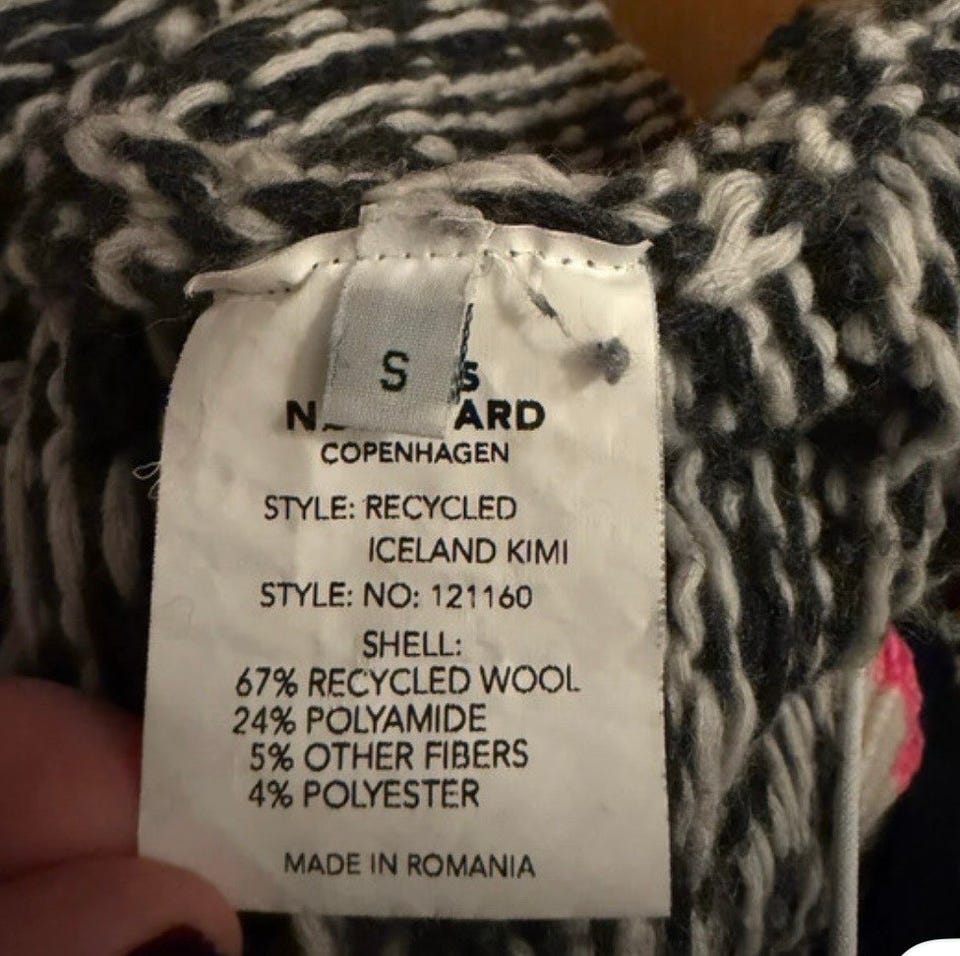 S
S
N ARD
COPENHAGEN
STYLE: RECYCLED
ICELAND KIMI
STYLE: NO: 121160
SHELL:
67% RECYCLED WOOL
24% POLYAMIDE
5% OTHER FIBERS
4% POLYESTER
MADE IN ROMANIA